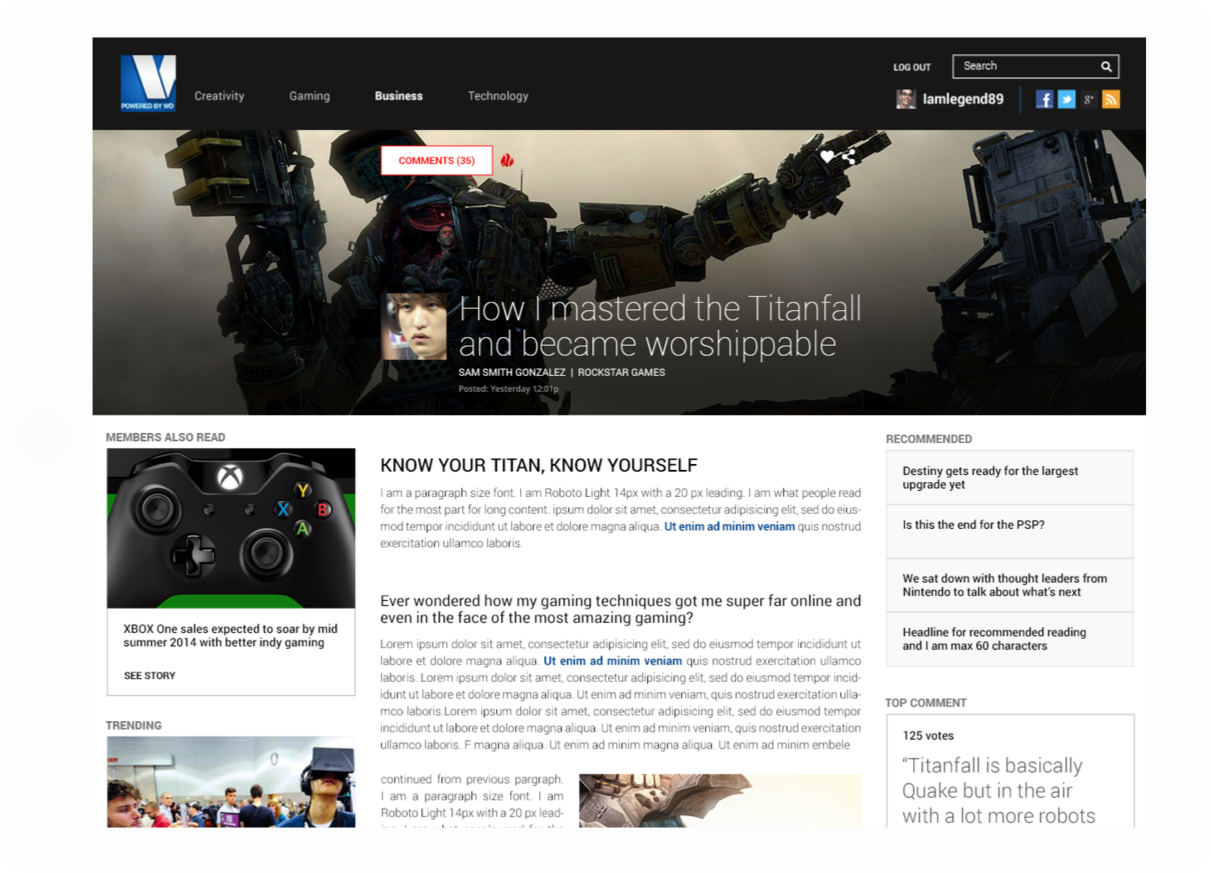 POWERED BY WD
Creativity
Gaming
Business
Technology
LOG OUT
Search
Iamlegend89
f
g+
COMMENTS (35)
How I mastered the Titanfall
and became worshippable
SAM SMITH GONZALEZ | ROCKSTAR GAMES
Posted: Yesterday 12:01p
MEMBERS ALSO READ
Y
X
B
A
XBOX One sales expected to soar by mid
summer 2014 with better indy gaming
SEE STORY
TRENDING
KNOW YOUR TITAN, KNOW YOURSELF
I am a paragraph size font. I am Roboto Light 14px with a 20 px leading. I am what people read
for the most part for long content. ipsum dolor sit amet, consectetur adipisicing elit, sed do eius-
mod tempor incididunt ut labore et dolore magna aliqua. Ut enim ad minim veniam quis nostrud
exercitation ullamco laboris.
Ever wondered how my gaming techniques got me super far online and
even in the face of the most amazing gaming?
Lorem ipsum dolor sit amet, consectetur adipisicing elit, sed do eiusmod tempor incididunt ut
labore et dolore magna aliqua. Ut enim ad minim veniam quis nostrud exercitation ullamco
laboris. Lorem ipsum dolor sit amet, consectetur adipisicing elit, sed do eiusmod tempor incid-
idunt ut labore et dolore magna aliqua. Ut enim ad minim veniam, quis nostrud exercitation ulla-
mco laboris.Lorem ipsum dolor sit amet, consectetur adipisicing elit, sed do eiusmod tempor
incididunt ut labore et dolore magna aliqua. Ut enim ad minim veniam, quis nostrud exercitation
ullamco laboris. F magna aliqua. Ut enim ad minim magna aliqua. Ut enim ad minim embele
continued from previous pargraph.
I am a paragraph size font. I am
Roboto Light 14px with a 20 px lead-
RECOMMENDED
Destiny gets ready for the largest
upgrade yet
Is this the end for the PSP?
We sat down with thought leaders from
Nintendo to talk about what's next
Headline for recommended reading
and I am max 60 characters
TOP COMMENT
125 votes
“Titanfall is basically
Quake but in the air
with a lot more robots